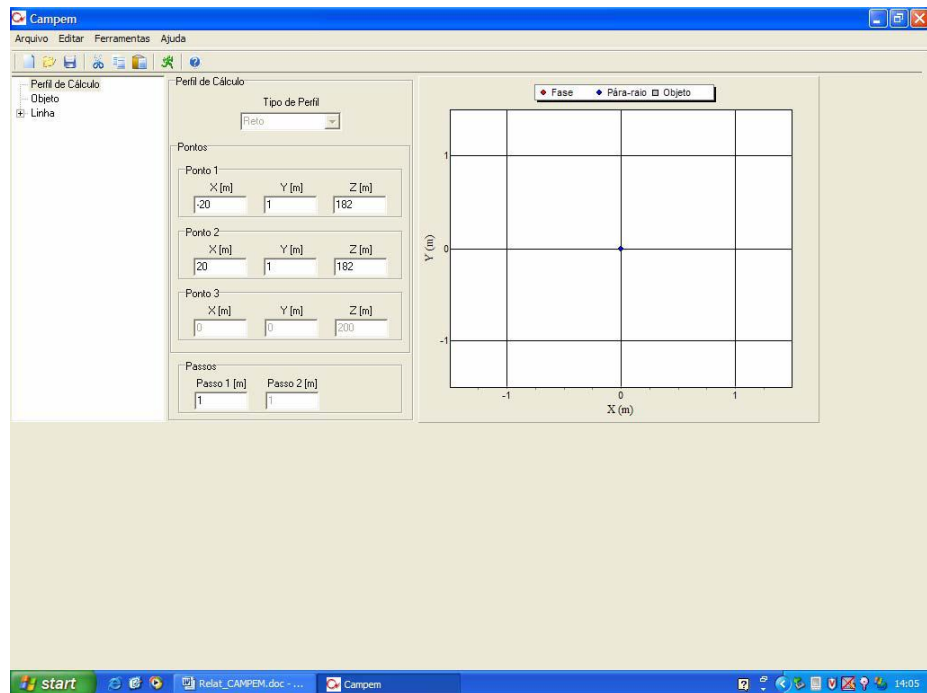 Campem
Arquivo Editar Ferramentas Ajuda
Perfil de Cálculo
Objeto
Linha
Perfil de Cálculo
Tipo de Perfil
Reto
Pontos
Ponto 1
X [m] Y [m] Z [m]
-20 1 182
Ponto 2
X [m] Y [m] Z [m]
20 1 182
Ponto 3
X [m] Y [m] Z [m]
0 0 200
Passos
Passo 1 [m] Passo 2 [m]
1 1
Fase Pára-raio Objeto
1
0
-1
Y (m)
-1 0 1
X (m)
start Relat_CAMPEM.doc - ... Campem 14:05